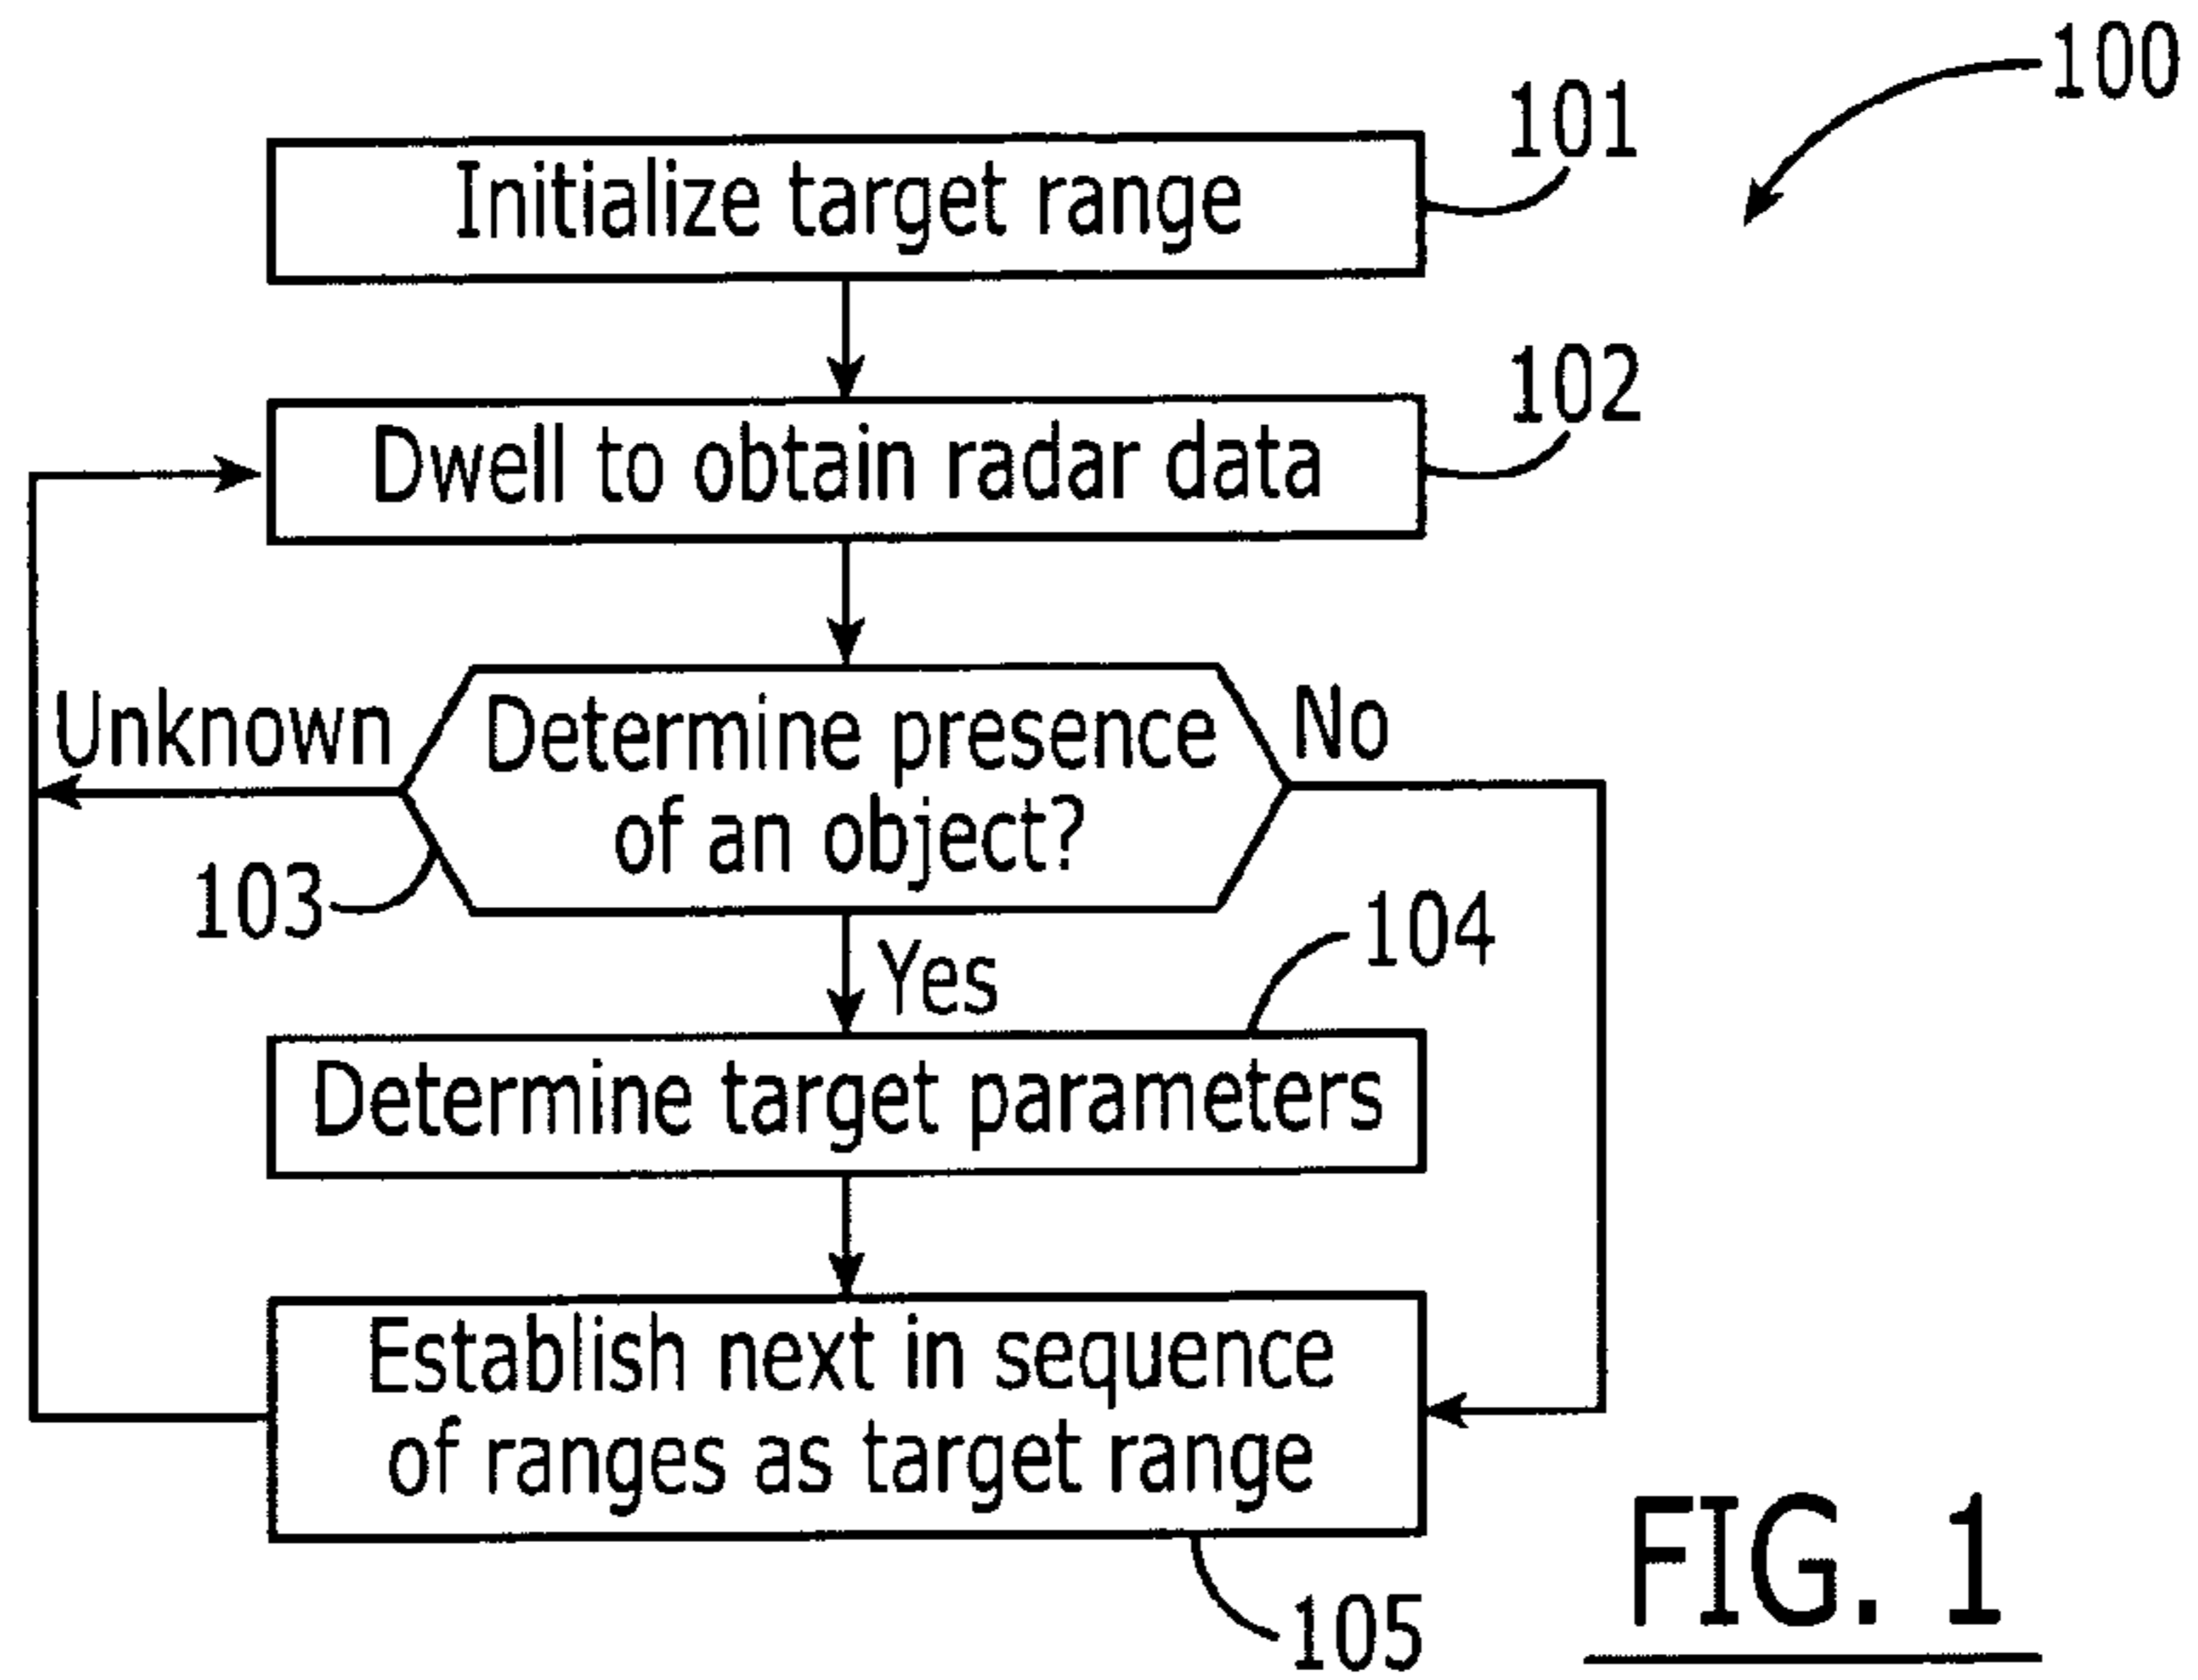 100
101
Initialize target range
102
Dwell to obtain radar data
Unknown
No
Determine presence
of an object?
103
Yes
104
Determine target parameters
Establish next in sequence
of ranges as target range
105
FIG. 1